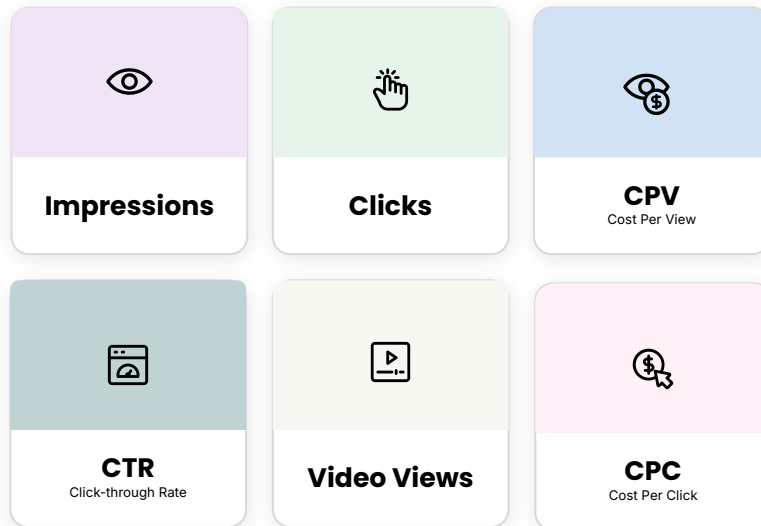 Impressions
Clicks
CPV
Cost Per View
CTR
Click-through Rate
Video Views
CPC
Cost Per Click